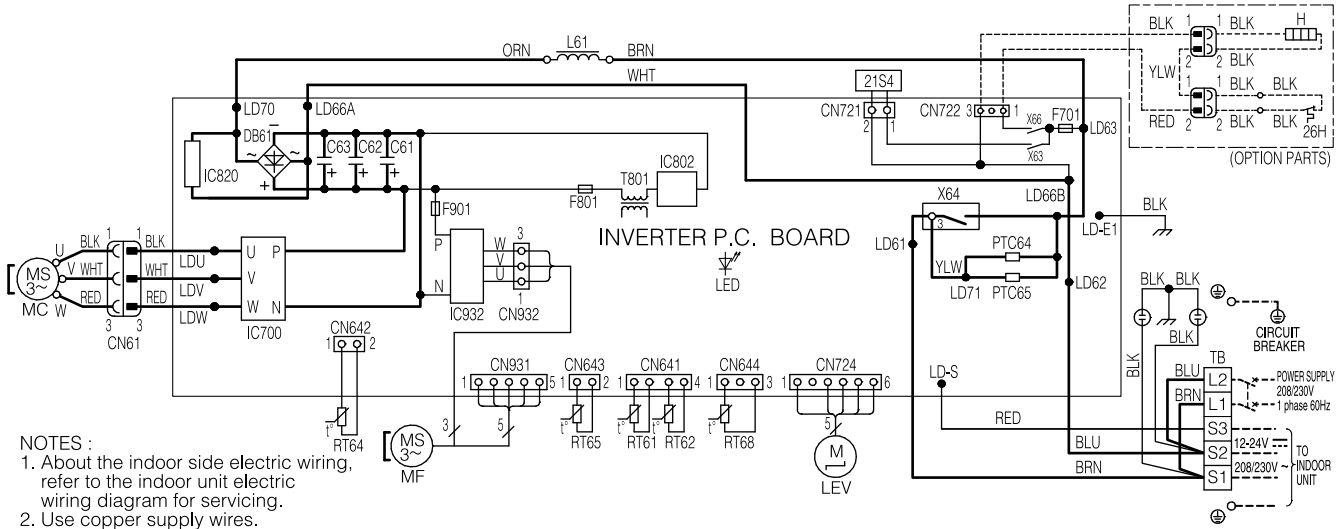 ORN L61 BRN
WHT
LD70 LD66A
DB61
− ~ ~ +
C63 C62 C61
+ + +
IC820
F901
F801
T801
IC802
21S4
CN721
2 1
CN722 3 1
X66 F701
X63
LD63
BLK 1 1 BLK H
2 2 BLK
YLW
1 1 BLK
RED 2 2 BLK BLK 26H
(OPTION PARTS)
X64
3
LD66B
LD61
YLW
PTC64
PTC65
LD71
LD62
LD-E1
BLK
INVERTER P.C. BOARD
LED
MS
3~
MC
U BLK 1 1 BLK LDU U P
V WHT WHT LDV V
W RED 3 3 RED LDW W N
CN61
IC700
P
N
IC932
W 3
V
U 1
CN932
CN642
1 2
t° RT64
CN931
1 5
CN643
1 2
t° RT65
CN641
1 4
t° RT61 t° RT62
CN644
1 3
t° RT68
CN724
1 6
3 5
MS
3~
MF
5
M
LEV
LD-S
RED
BLU
BRN
BLK BLK
BLK
BLK
CIRCUIT
BREAKER
TB
BLU L2
BRN L1
S3
S2
S1
POWER SUPPLY
208/230V
1 phase 60Hz
12-24V
208/230V ~
TO
INDOOR
UNIT
NOTES :
1. About the indoor side electric wiring,
refer to the indoor unit electric
wiring diagram for servicing.
2. Use copper supply wires.